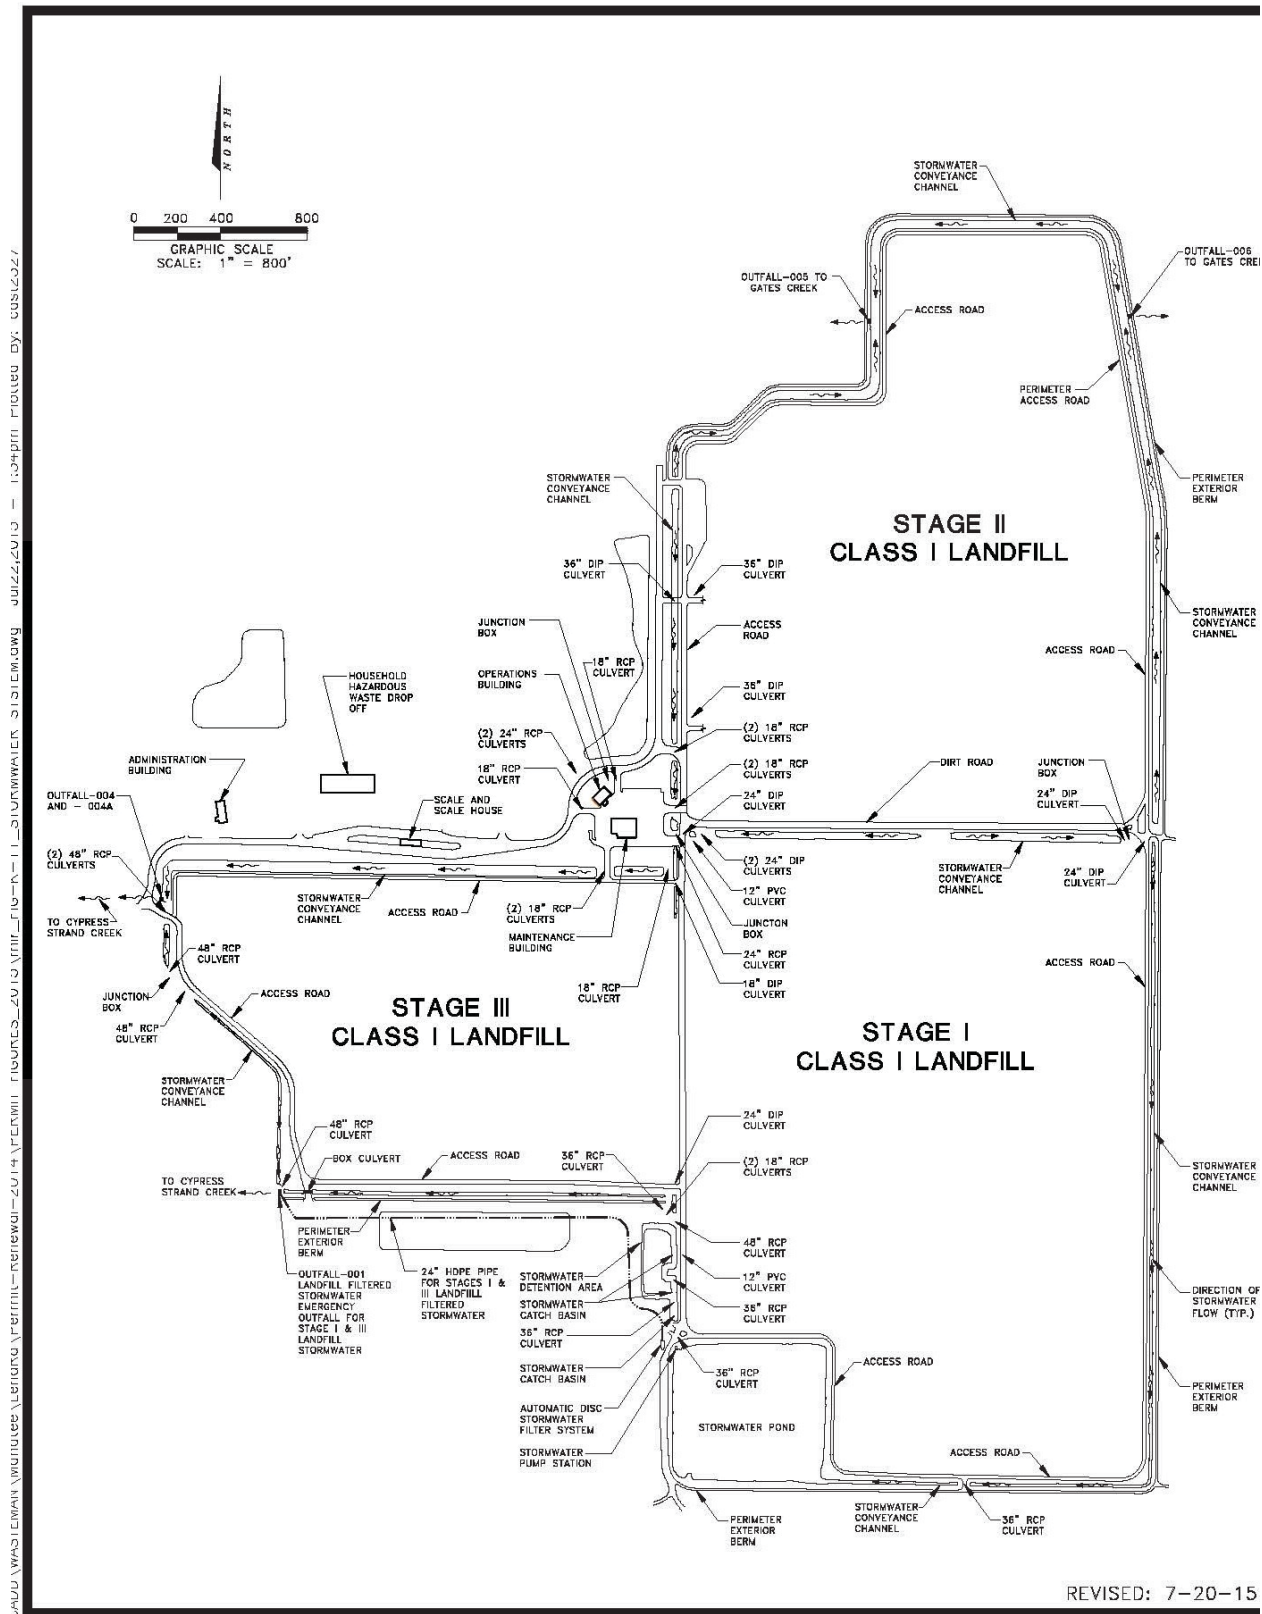 NORTH
0 200 400 800
GRAPHIC SCALE
SCALE: 1" = 800'
STORMWATER
CONVEYANCE
CHANNEL
OUTFALL-005 TO
GATES CREEK
OUTFALL-006
TO GATES CREE
ACCESS ROAD
PERIMETER
ACCESS ROAD
STORMWATER
CONVEYANCE
CHANNEL
PERIMETER
EXTERIOR
BERM
STAGE II
CLASS I LANDFILL
36" DIP
CULVERT
36" DIP
CULVERT
JUNCTION
BOX
ACCESS
ROAD
STORMWATER
CONVEYANCE
CHANNEL
ACCESS ROAD
18" RCP
CULVERT
OPERATIONS
BUILDING
36" DIP
CULVERT
HOUSEHOLD
HAZARDOUS
WASTE DROP
OFF
(2) 24" RCP
CULVERTS
(2) 18" RCP
CULVERTS
ADMINISTRATION
BUILDING
18" RCP
CULVERT
(2) 18" RCP
CULVERTS
DIRT ROAD
JUNCTION
BOX
OUTFALL-004
AND - 004A
SCALE AND
SCALE HOUSE
24" DIP
CULVERT
24" DIP
CULVERT
(2) 48" RCP
CULVERTS
(2) 24" DIP
CULVERTS
STORMWATER
CONVEYANCE
CHANNEL
24" DIP
CULVERT
TO CYPRESS
STRAND CREEK
STORMWATER
CONVEYANCE
CHANNEL
ACCESS ROAD
(2) 18" RCP
CULVERTS
12" PVC
CULVERT
MAINTENANCE
BUILDING
JUNCTON
BOX
48" RCP
CULVERT
24" RCP
CULVERT
ACCESS ROAD
JUNCTION
BOX
ACCESS ROAD
18" RCP
CULVERT
18" DIP
CULVERT
48" RCP
CULVERT
STAGE III
CLASS I LANDFILL
STAGE I
CLASS I LANDFILL
STORMWATER
CONVEYANCE
CHANNEL
48" RCP
CULVERT
24" DIP
CULVERT
BOX CULVERT
ACCESS ROAD
36" RCP
CULVERT
(2) 18" RCP
CULVERTS
STORMWATER
CONVEYANCE
CHANNEL
TO CYPRESS
STRAND CREEK
PERIMETER
EXTERIOR
BERM
48" RCP
CULVERT
OUTFALL-001
LANDFILL FILTERED
STORMWATER
EMERGENCY
OUTFALL FOR
STAGE I & III
LANDFILL
STORMWATER
24" HDPE PIPE
FOR STAGES I &
III LANDFILL
FILTERED
STORMWATER
STORMWATER
DETENTION AREA
12" PVC
CULVERT
STORMWATER
CATCH BASIN
36" RCP
CULVERT
DIRECTION OF
STORMWATER
FLOW (TYP.)
36" RCP
CULVERT
STORMWATER
CATCH BASIN
36" RCP
CULVERT
ACCESS ROAD
PERIMETER
EXTERIOR
BERM
AUTOMATIC DISC
STORMWATER
FILTER SYSTEM
STORMWATER POND
STORMWATER
PUMP STATION
ACCESS ROAD
PERIMETER
EXTERIOR
BERM
STORMWATER
CONVEYANCE
CHANNEL
36" RCP
CULVERT
REVISED: 7-20-15